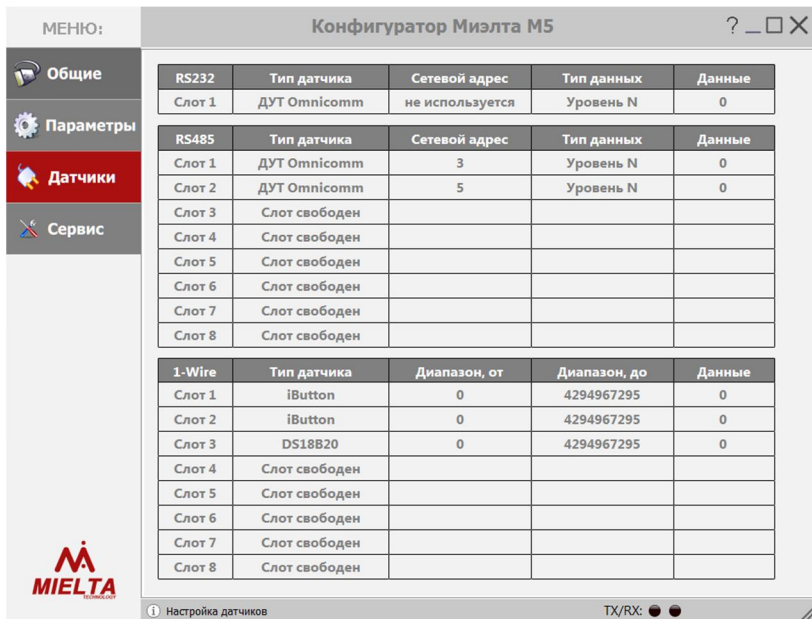 МЕНЮ:
Конфигуратор Миэлта М5
?
Общие
Параметры
Датчики
Сервис
RS232 Тип датчика Сетевой адрес Тип данных Данные
Слот 1 ДУТ Omnicomm не используется Уровень N 0
RS485 Тип датчика Сетевой адрес Тип данных Данные
Слот 1 ДУТ Omnicomm 3 Уровень N 0
Слот 2 ДУТ Omnicomm 5 Уровень N 0
Слот 3 Слот свободен
Слот 4 Слот свободен
Слот 5 Слот свободен
Слот 6 Слот свободен
Слот 7 Слот свободен
Слот 8 Слот свободен
1-Wire Тип датчика Диапазон, от Диапазон, до Данные
Слот 1 iButton 0 4294967295 0
Слот 2 iButton 0 4294967295 0
Слот 3 DS18B20 0 4294967295 0
Слот 4 Слот свободен
Слот 5 Слот свободен
Слот 6 Слот свободен
Слот 7 Слот свободен
Слот 8 Слот свободен
MIELTA
TECHNOLOGY
Настройка датчиков TX/RX: